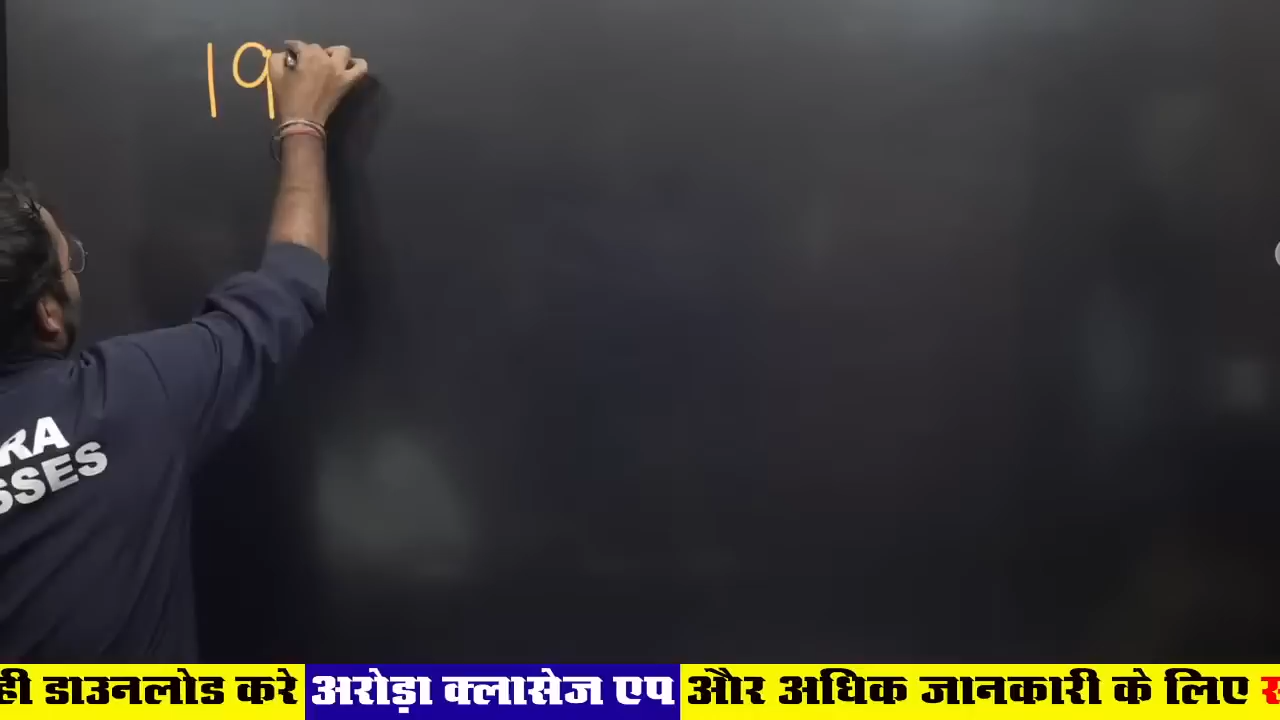 19
RA
SSES
ही डाउनलोड करे अरोड़ा क्लासेज एप और अधिक जानकारी के लिए